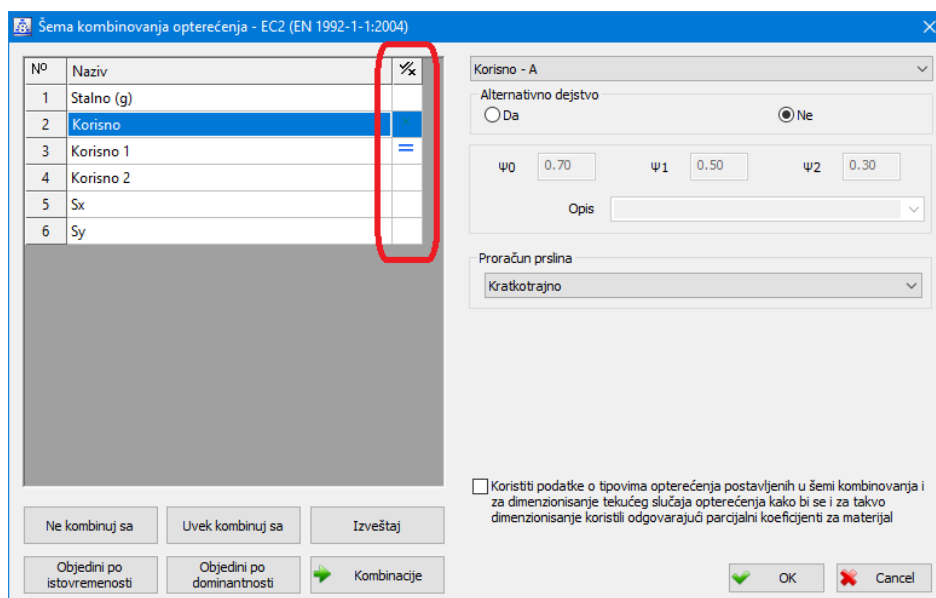 Šema kombinovanja opterećenja - EC2 (EN 1992-1-1:2004)
Nº Naziv
1 Stalno (g)
2 Korisno
3 Korisno 1
4 Korisno 2
5 Sx
6 Sy
Ne kombinuj sa Uvek kombinuj sa Izveštaj
Objedini po istovremenosti
Objedini po dominantnosti
Kombinacije
Korisno - A
Alternativno dejstvo
Da Ne
Ψ0 0.70 Ψ1 0.50 Ψ2 0.30
Opis
Proračun prslina
Kratkotrajno
Koristiti podatke o tipovima opterećenja postavljenih u šemi kombinovanja i
za dimenzionisanje tekućeg slučaja opterećenja kako bi se i za takvo
dimenzionisanje koristili odgovarajući parcijalni koeficijenti za materijal
OK Cancel